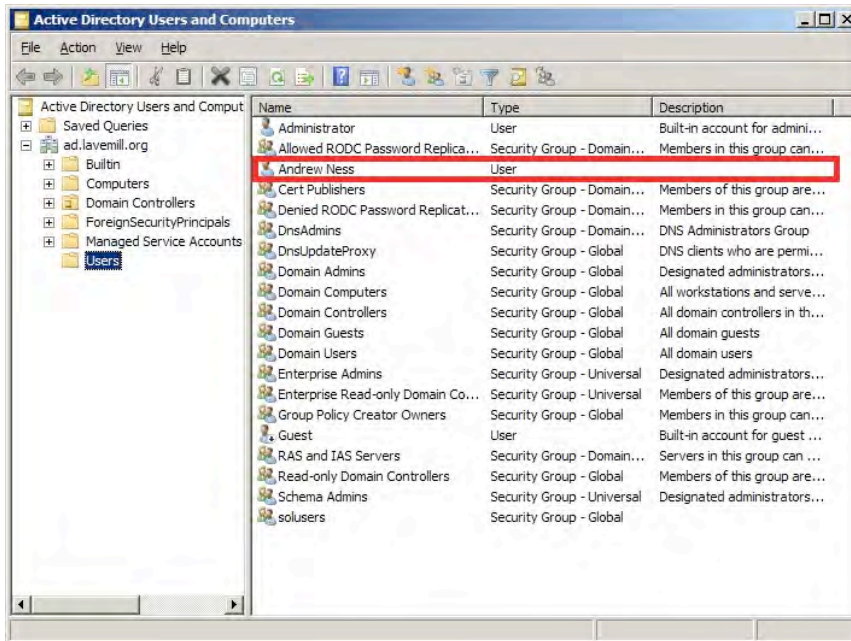 Active Directory Users and Computers
File Action View Help
Active Directory Users and Comput
Saved Queries
ad.lavemill.org
Builtin
Computers
Domain Controllers
ForeignSecurityPrincipals
Managed Service Accounts
Users
Name Type Description
Administrator User Built-in account for admini...
Allowed RODC Password Replica... Security Group - Domain... Members in this group can...
Andrew Ness User
Cert Publishers Security Group - Domain... Members of this group are...
Denied RODC Password Replicat... Security Group - Domain... Members in this group can...
DnsAdmins Security Group - Domain... DNS Administrators Group
DnsUpdateProxy Security Group - Global DNS clients who are permi...
Domain Admins Security Group - Global Designated administrators...
Domain Computers Security Group - Global All workstations and serve...
Domain Controllers Security Group - Global All domain controllers in th...
Domain Guests Security Group - Global All domain guests
Domain Users Security Group - Global All domain users
Enterprise Admins Security Group - Universal Designated administrators...
Enterprise Read-only Domain Co... Security Group - Universal Members of this group are...
Group Policy Creator Owners Security Group - Global Members in this group can...
Guest User Built-in account for guest ...
RAS and IAS Servers Security Group - Domain... Servers in this group can ...
Read-only Domain Controllers Security Group - Global Members of this group are...
Schema Admins Security Group - Universal Designated administrators...
solusers Security Group - Global